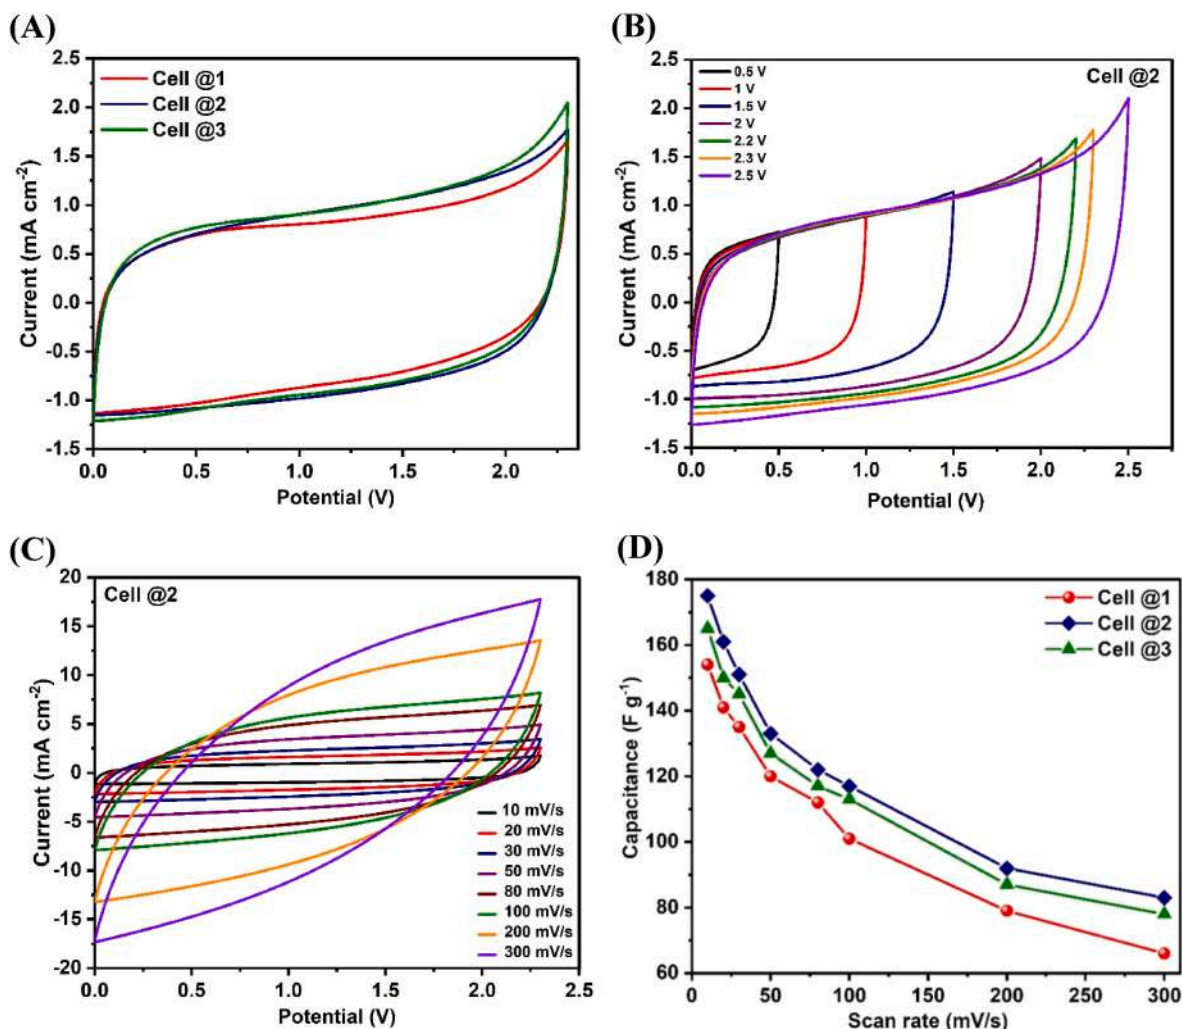 (A)
2.5
2.0
1.5
1.0
0.5
0.0
-0.5
-1.0
-1.5
Current (mA cm-2)
Cell @1
Cell @2
Cell @3
0.0 0.5 1.0 1.5 2.0
Potential (V)
(B)
2.5
2.0
1.5
1.0
0.5
0.0
-0.5
-1.0
-1.5
Current (mA cm-2)
0.5 V
1 V
1.5 V
2 V
2.2 V
2.3 V
2.5 V
Cell @2
0.0 0.5 1.0 1.5 2.0 2.5
Potential (V)
(C)
20
15
10
5
0
-5
-10
-15
-20
Current (mA cm-2)
Cell @2
10 mV/s
20 mV/s
30 mV/s
50 mV/s
80 mV/s
100 mV/s
200 mV/s
300 mV/s
0.0 0.5 1.0 1.5 2.0 2.5
Potential (V)
(D)
180
160
140
120
100
80
60
Capacitance (F g-1)
Cell @1
Cell @2
Cell @3
0 50 100 150 200 250 300
Scan rate (mV/s)